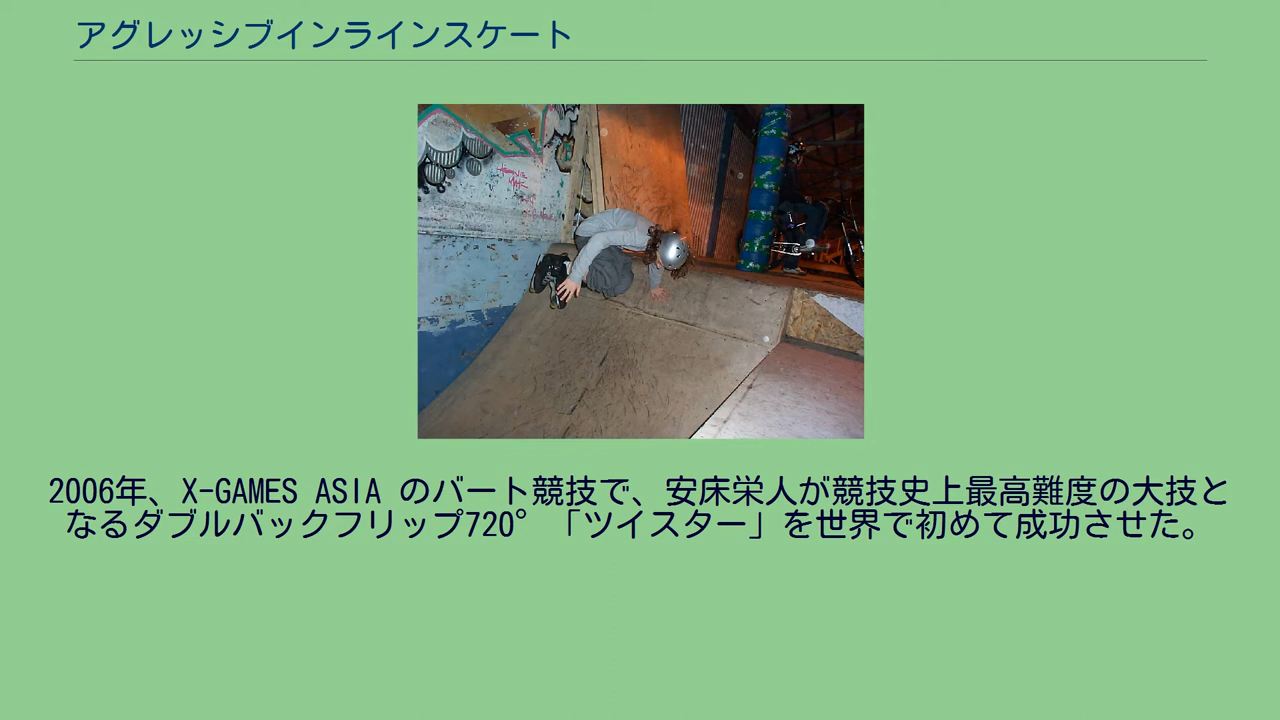 アグレッシブインラインスケート
2006年、X-GAMES ASIA のバート競技で、安床栄人が競技史上最高難度の大技と
なるダブルバックフリップ720°「ツイスター」を世界で初めて成功させた。